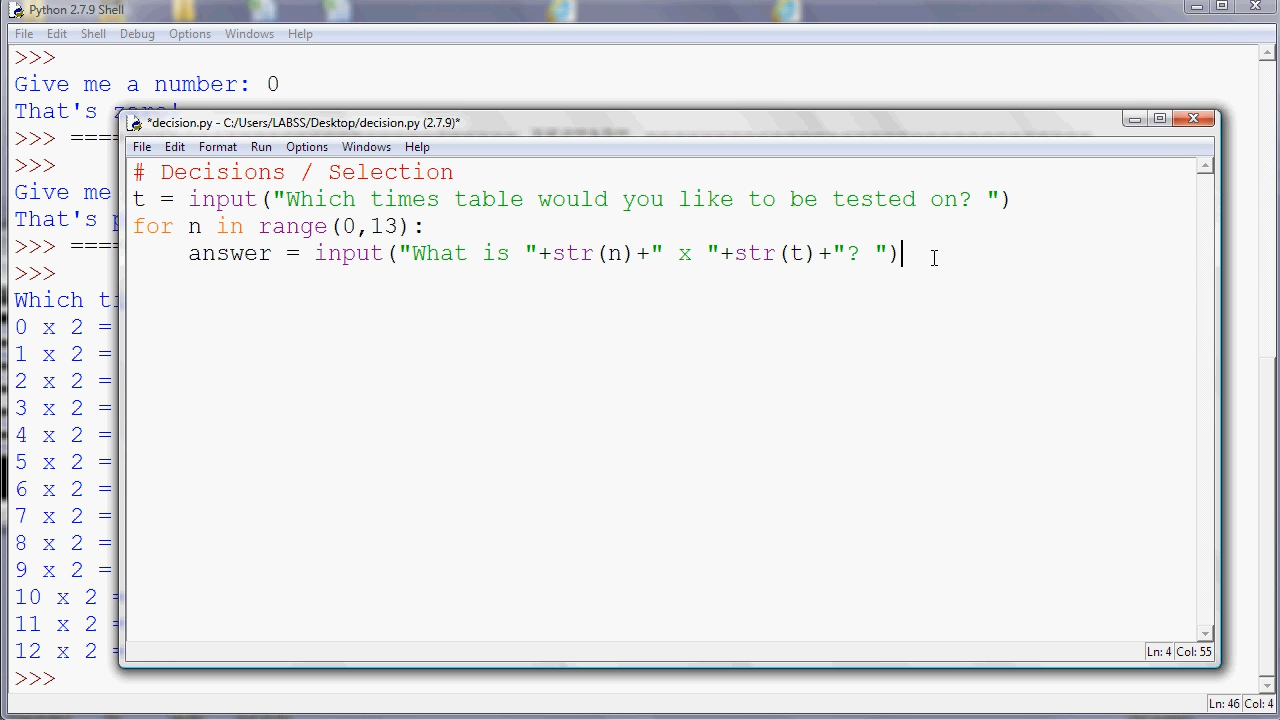 Python 2.7.9 Shell
File Edit Shell Debug Options Windows Help
>>>
Give me a number: 0
That's zero!
>>> ====
>>>
Give me
That's
>>> ====
>>>
Which
0 x 2 =
1 x 2 =
2 x 2 =
3 x 2 =
4 x 2 =
5 x 2 =
6 x 2 =
7 x 2 =
8 x 2 =
9 x 2 =
10 x 2 =
11 x 2 =
12 x 2 =
>>>
Ln: 46 Col: 4
*decision.py - C:/Users/LABSS/Desktop/decision.py (2.7.9)*
File Edit Format Run Options Windows Help
# Decisions / Selection
t = input("Which times table would you like to be tested on? ")
for n in range(0,13):
    answer = input("What is "+str(n)+" x "+str(t)+"? ")
Ln: 4 Col: 55